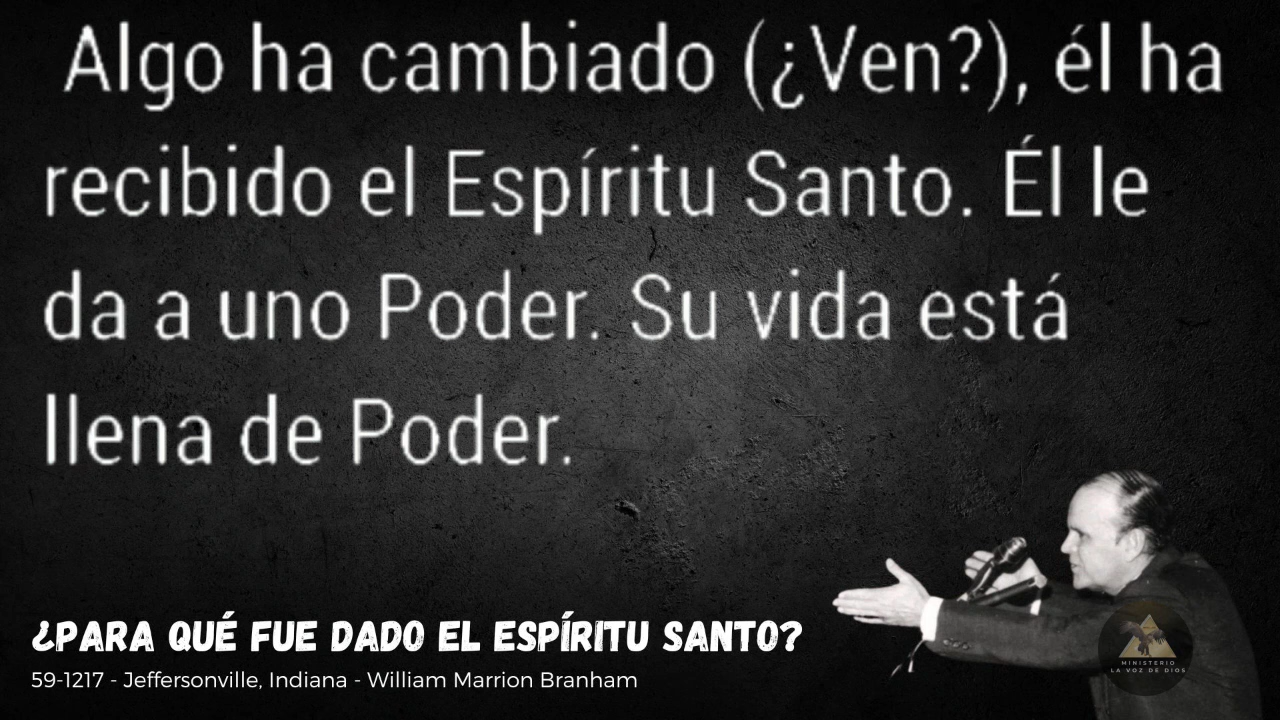 Algo ha cambiado (¿Ven?), él ha
recibido el Espíritu Santo. Él le
da a uno Poder. Su vida está
llena de Poder.
¿PARA QUÉ FUE DADO EL ESPÍRITU SANTO?
59-1217 - Jeffersonville, Indiana - William Marrion Branham
MINISTERIO
LA VOZ DE DIOS